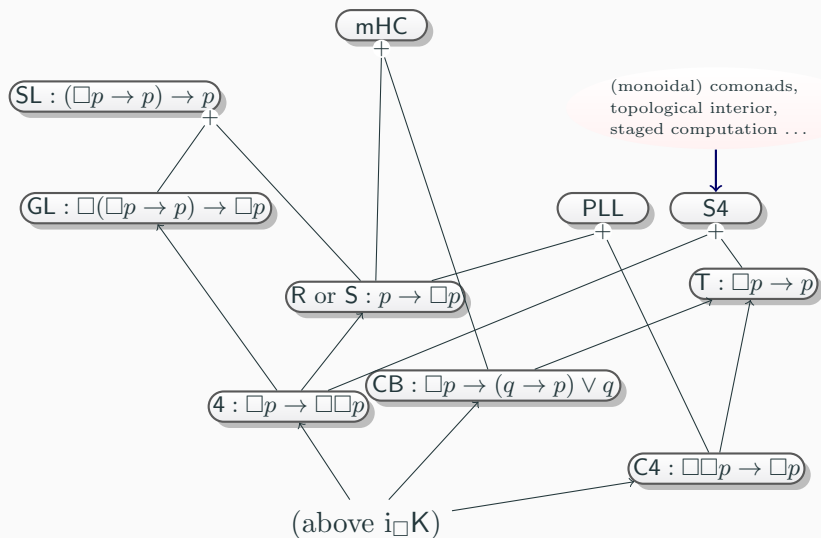 mHC
+
SL : (□p → p) → p
+
(monoidal) comonads,
topological interior,
staged computation ...
GL : □(□p → p) → □p
PLL
S4
+
+
R or S : p → □p
T : □p → p
4 : □p → □□p
CB : □p → (q → p) ∨ q
C4 : □□p → □p
(above i□K)